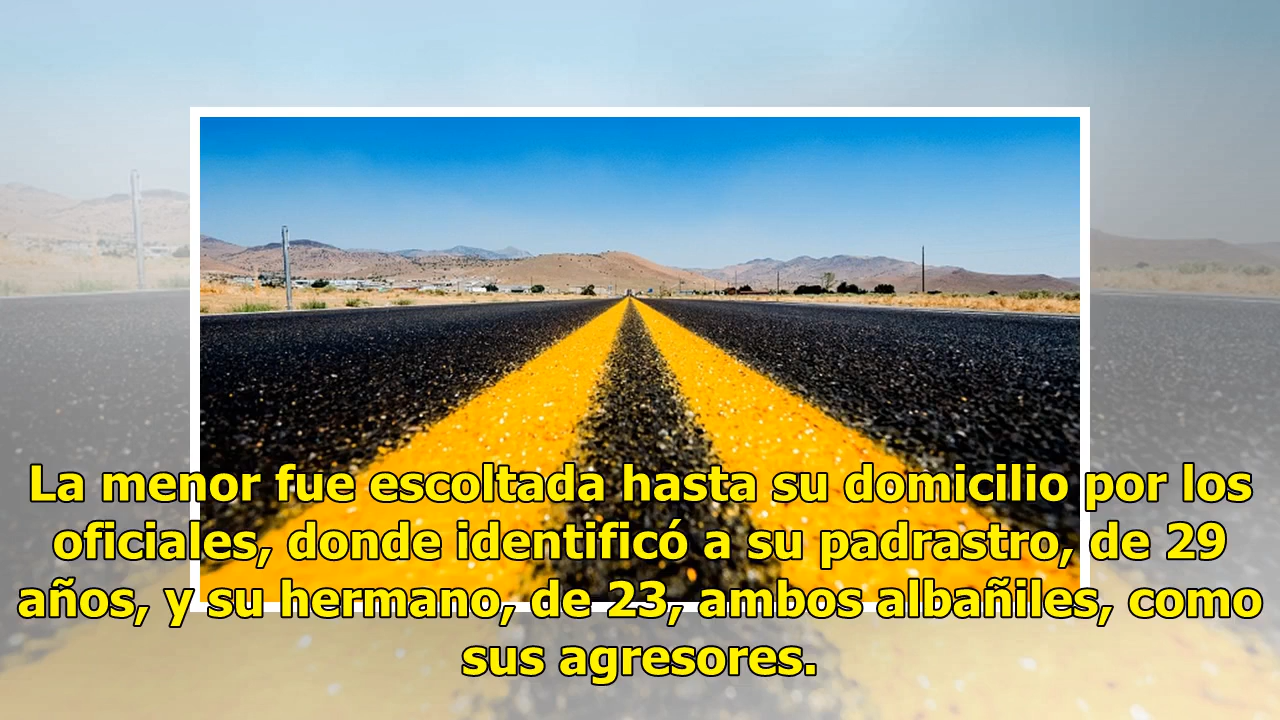 La menor fue escoltada hasta su domicilio por los
oficiales, donde identificó a su padrastro, de 29
años, y su hermano, de 23, ambos albañiles, como
sus agresores.